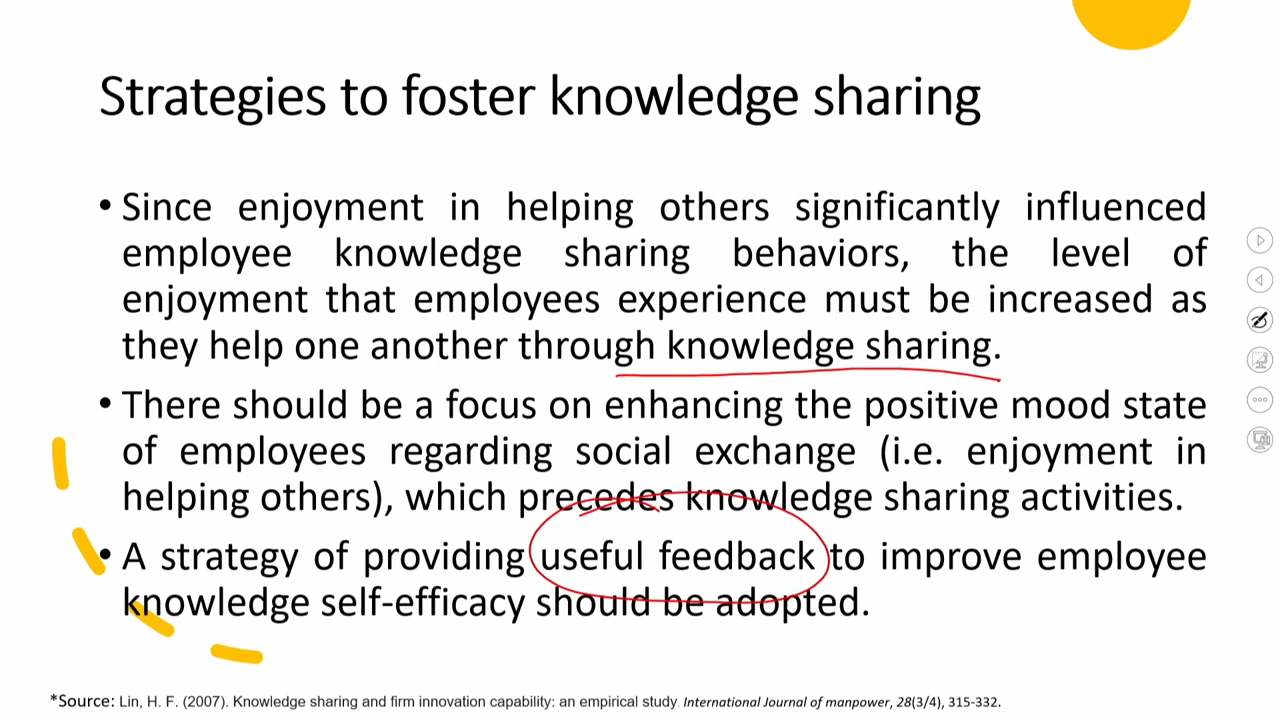 Strategies to foster knowledge sharing
• Since enjoyment in helping others significantly influenced
employee knowledge sharing behaviors, the level of
enjoyment that employees experience must be increased as
they help one another through knowledge sharing.
• There should be a focus on enhancing the positive mood state
of employees regarding social exchange (i.e. enjoyment in
helping others), which precedes knowledge sharing activities.
• A strategy of providing useful feedback to improve employee
knowledge self-efficacy should be adopted.
*Source: Lin, H. F. (2007). Knowledge sharing and firm innovation capability: an empirical study. International Journal of manpower, 28(3/4), 315-332.